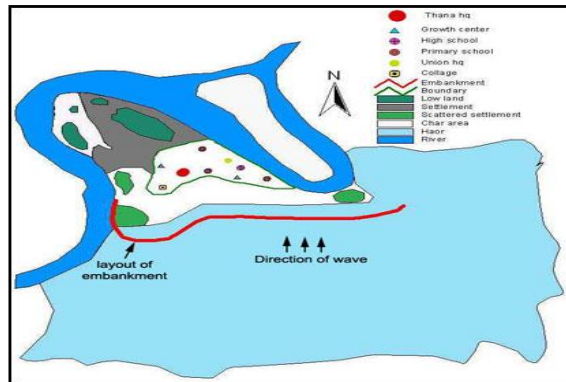 Thana hq
Growth center
High school
Primary school
Union hq
Collage
Embankment
Boundary
Low land
Settlement
Scattered settlement
Char area
Haor
River
N
layout of
embankment
Direction of wave